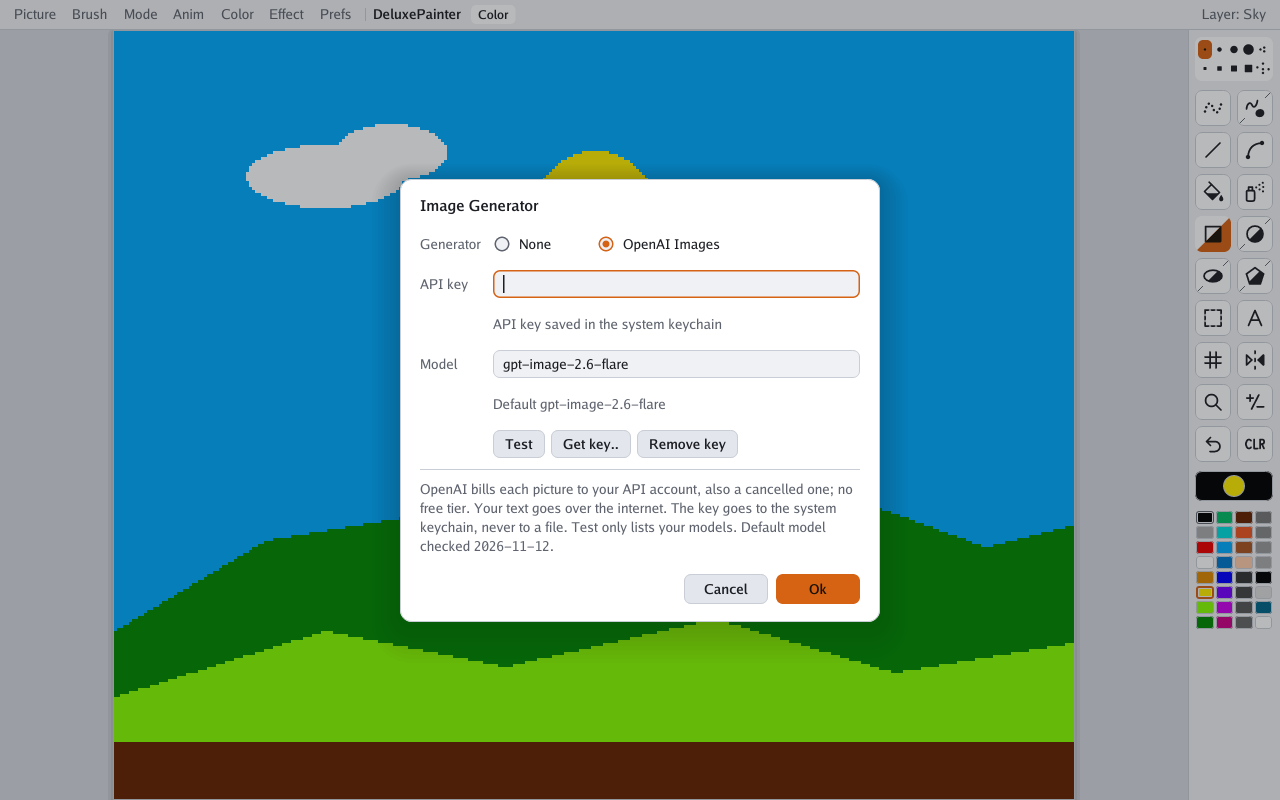 Picture Brush Mode Anim Color Effect Prefs DeluxePainter Color Layer: Sky
Image Generator
Generator None OpenAI Images
API key
API key saved in the system keychain
Model gpt-image-2.6-flare
Default gpt-image-2.6-flare
Test Get key.. Remove key
OpenAI bills each picture to your API account, also a cancelled one; no
free tier. Your text goes over the internet. The key goes to the system
keychain, never to a file. Test only lists your models. Default model
checked 2026-11-12.
Cancel Ok
A
CLR